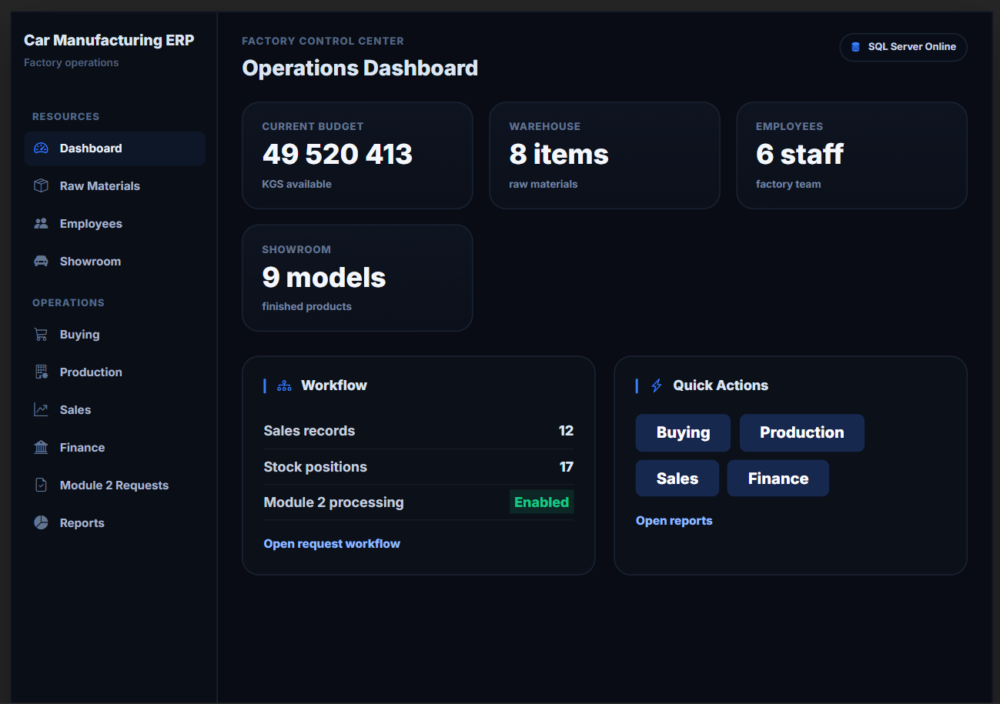 Car Manufacturing ERP
Factory operations
RESOURCES
Dashboard
Raw Materials
Employees
Showroom
OPERATIONS
Buying
Production
Sales
Finance
Module 2 Requests
Reports
FACTORY CONTROL CENTER
Operations Dashboard
SQL Server Online
CURRENT BUDGET
49 520 413
KGS available
WAREHOUSE
8 items
raw materials
EMPLOYEES
6 staff
factory team
SHOWROOM
9 models
finished products
Workflow
Sales records 12
Stock positions 17
Module 2 processing Enabled
Open request workflow
Quick Actions
Buying Production
Sales Finance
Open reports